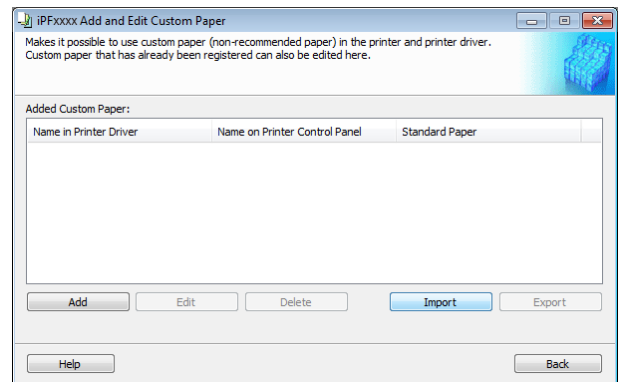 iPFxxxx Add and Edit Custom Paper
Makes it possible to use custom paper (non-recommended paper) in the printer and printer driver.
Custom paper that has already been registered can also be edited here.
Added Custom Paper:
Name in Printer Driver Name on Printer Control Panel Standard Paper
Add Edit Delete Import Export
Help Back